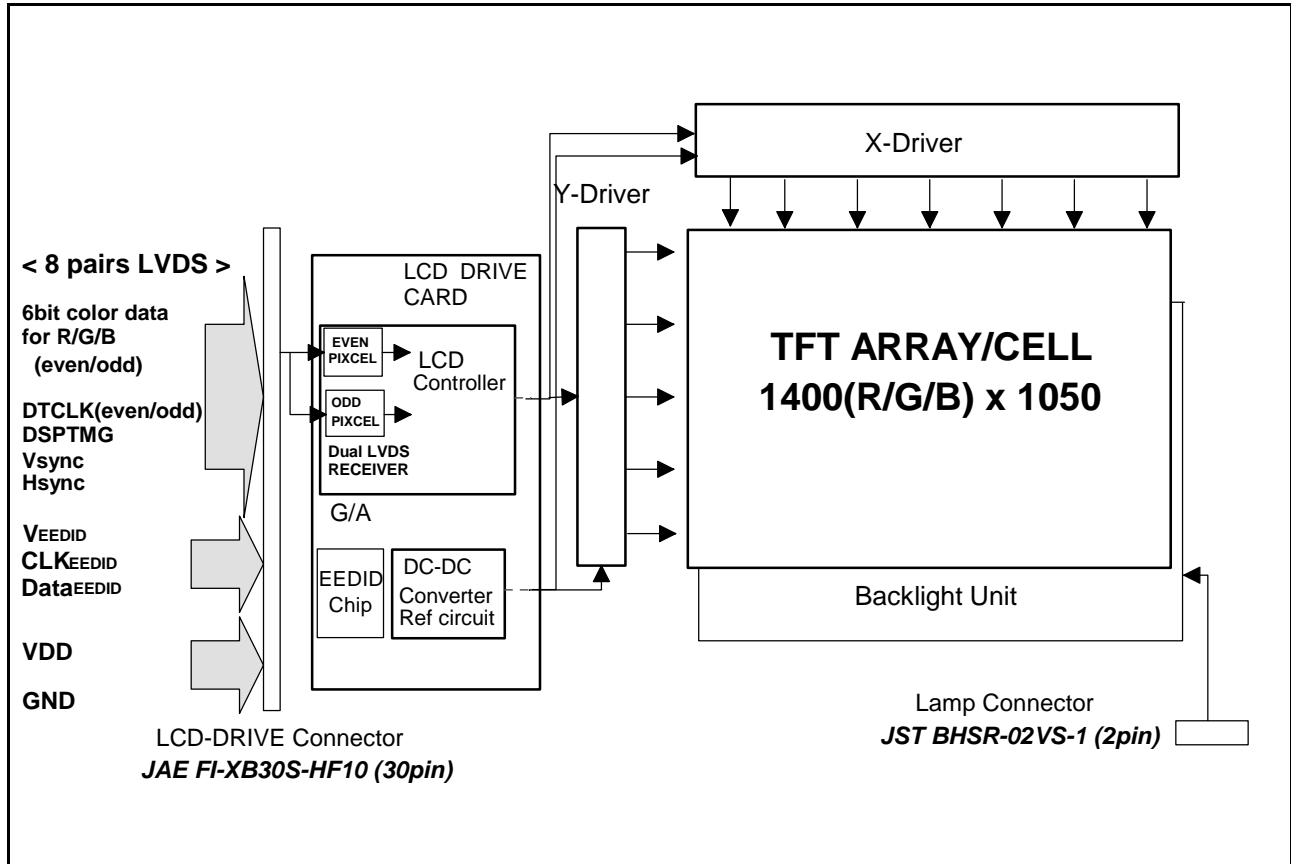 X-Driver
Y-Driver
< 8 pairs LVDS >
6bit color data
for R/G/B
(even/odd)
DTCLK(even/odd)
DSPTMG
Vsync
Hsync
VEEDID
CLKEEDID
DataEEDID
VDD
GND
LCD DRIVE
CARD
EVEN
PIXCEL
LCD
Controller
ODD
PIXCEL
Dual LVDS
RECEIVER
G/A
EEDID
Chip
DC-DC
Converter
Ref circuit
TFT ARRAY/CELL
1400(R/G/B) x 1050
Backlight Unit
LCD-DRIVE Connector
JAE FI-XB30S-HF10 (30pin)
Lamp Connector
JST BHSR-02VS-1 (2pin)